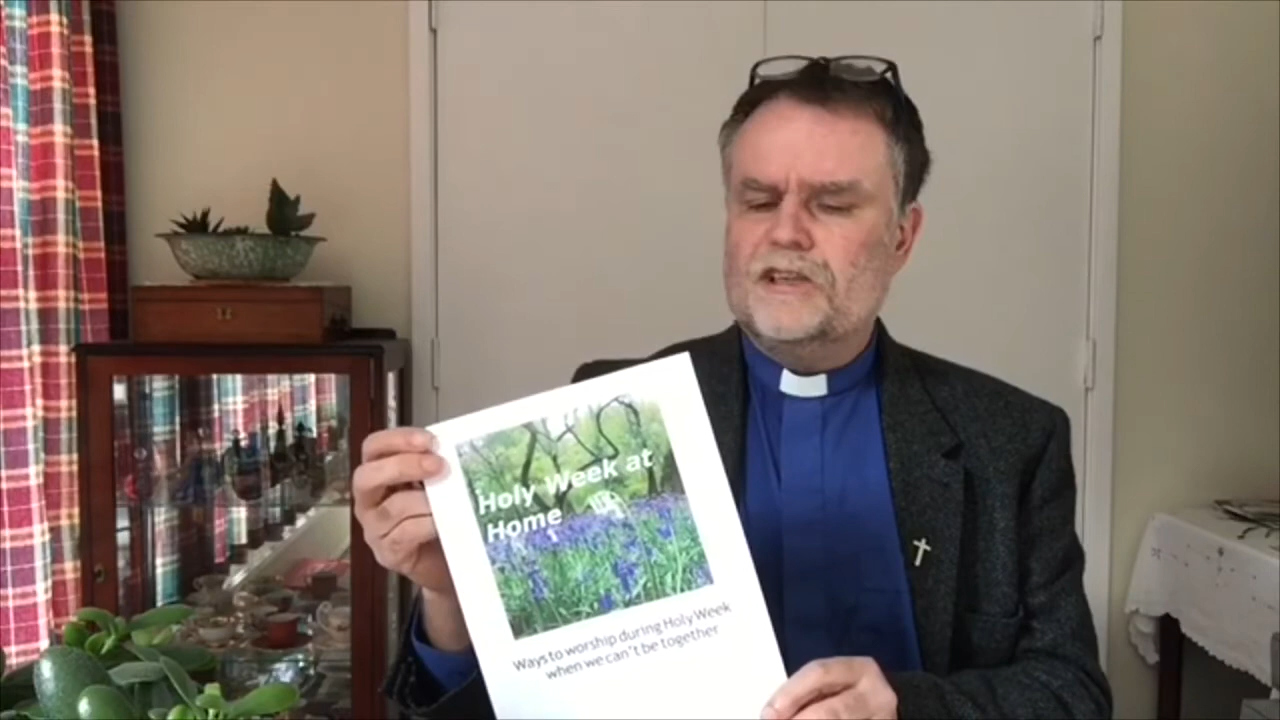 Holy Week at
Home
Ways to worship during Holy Week
when we can't be together